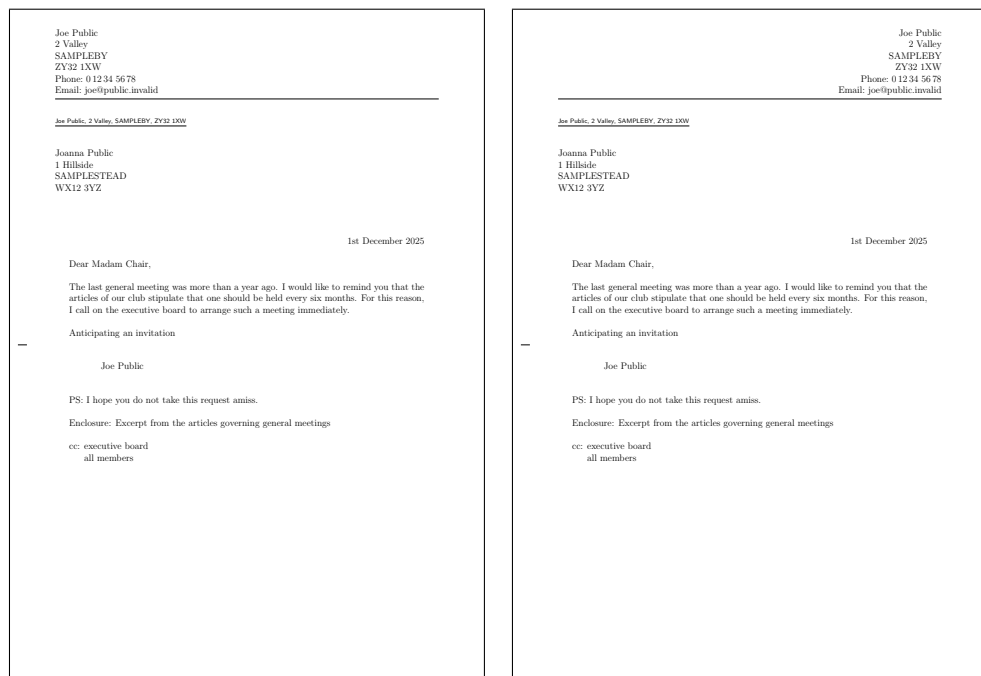 Joe Public
2 Valley
SAMPLEBY
ZY32 1XW
Phone: 0 12 34 56 78
Email: joe@public.invalid
Joe Public, 2 Valley, SAMPLEBY, ZY32 1XW
Joanna Public
1 Hillside
SAMPLESTEAD
WX12 3YZ
1st December 2025
Dear Madam Chair,
The last general meeting was more than a year ago. I would like to remind you that the
articles of our club stipulate that one should be held every six months. For this reason,
I call on the executive board to arrange such a meeting immediately.
Anticipating an invitation
Joe Public
PS: I hope you do not take this request amiss.
Enclosure: Excerpt from the articles governing general meetings
cc: executive board
all members
Joe Public
2 Valley
SAMPLEBY
ZY32 1XW
Phone: 0 12 34 56 78
Email: joe@public.invalid
Joe Public, 2 Valley, SAMPLEBY, ZY32 1XW
Joanna Public
1 Hillside
SAMPLESTEAD
WX12 3YZ
1st December 2025
Dear Madam Chair,
The last general meeting was more than a year ago. I would like to remind you that the
articles of our club stipulate that one should be held every six months. For this reason,
I call on the executive board to arrange such a meeting immediately.
Anticipating an invitation
Joe Public
PS: I hope you do not take this request amiss.
Enclosure: Excerpt from the articles governing general meetings
cc: executive board
all members